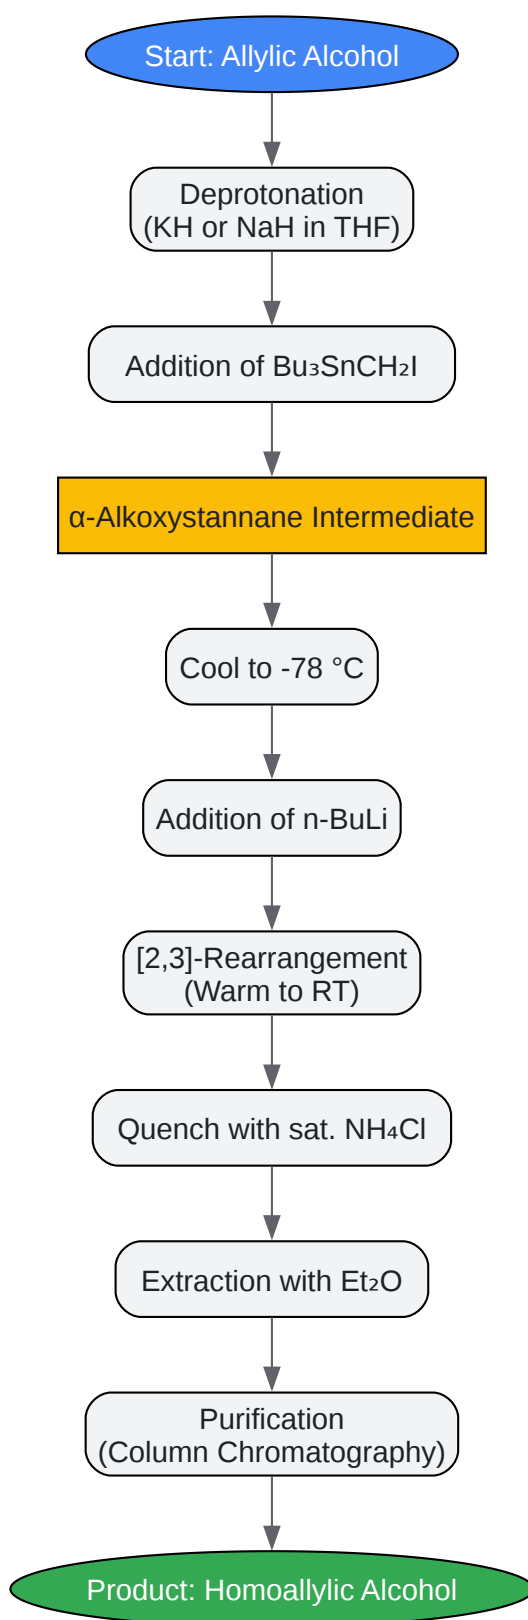 Start: Allylic Alcohol
Deprotonation
(KH or NaH in THF)
Addition of Bu₃SnCH₂I
α-Alkoxystannane Intermediate
Cool to -78 °C
Addition of n-BuLi
[2,3]-Rearrangement
(Warm to RT)
Quench with sat. NH₄Cl
Extraction with Et₂O
Purification
(Column Chromatography)
Product: Homoallylic Alcohol